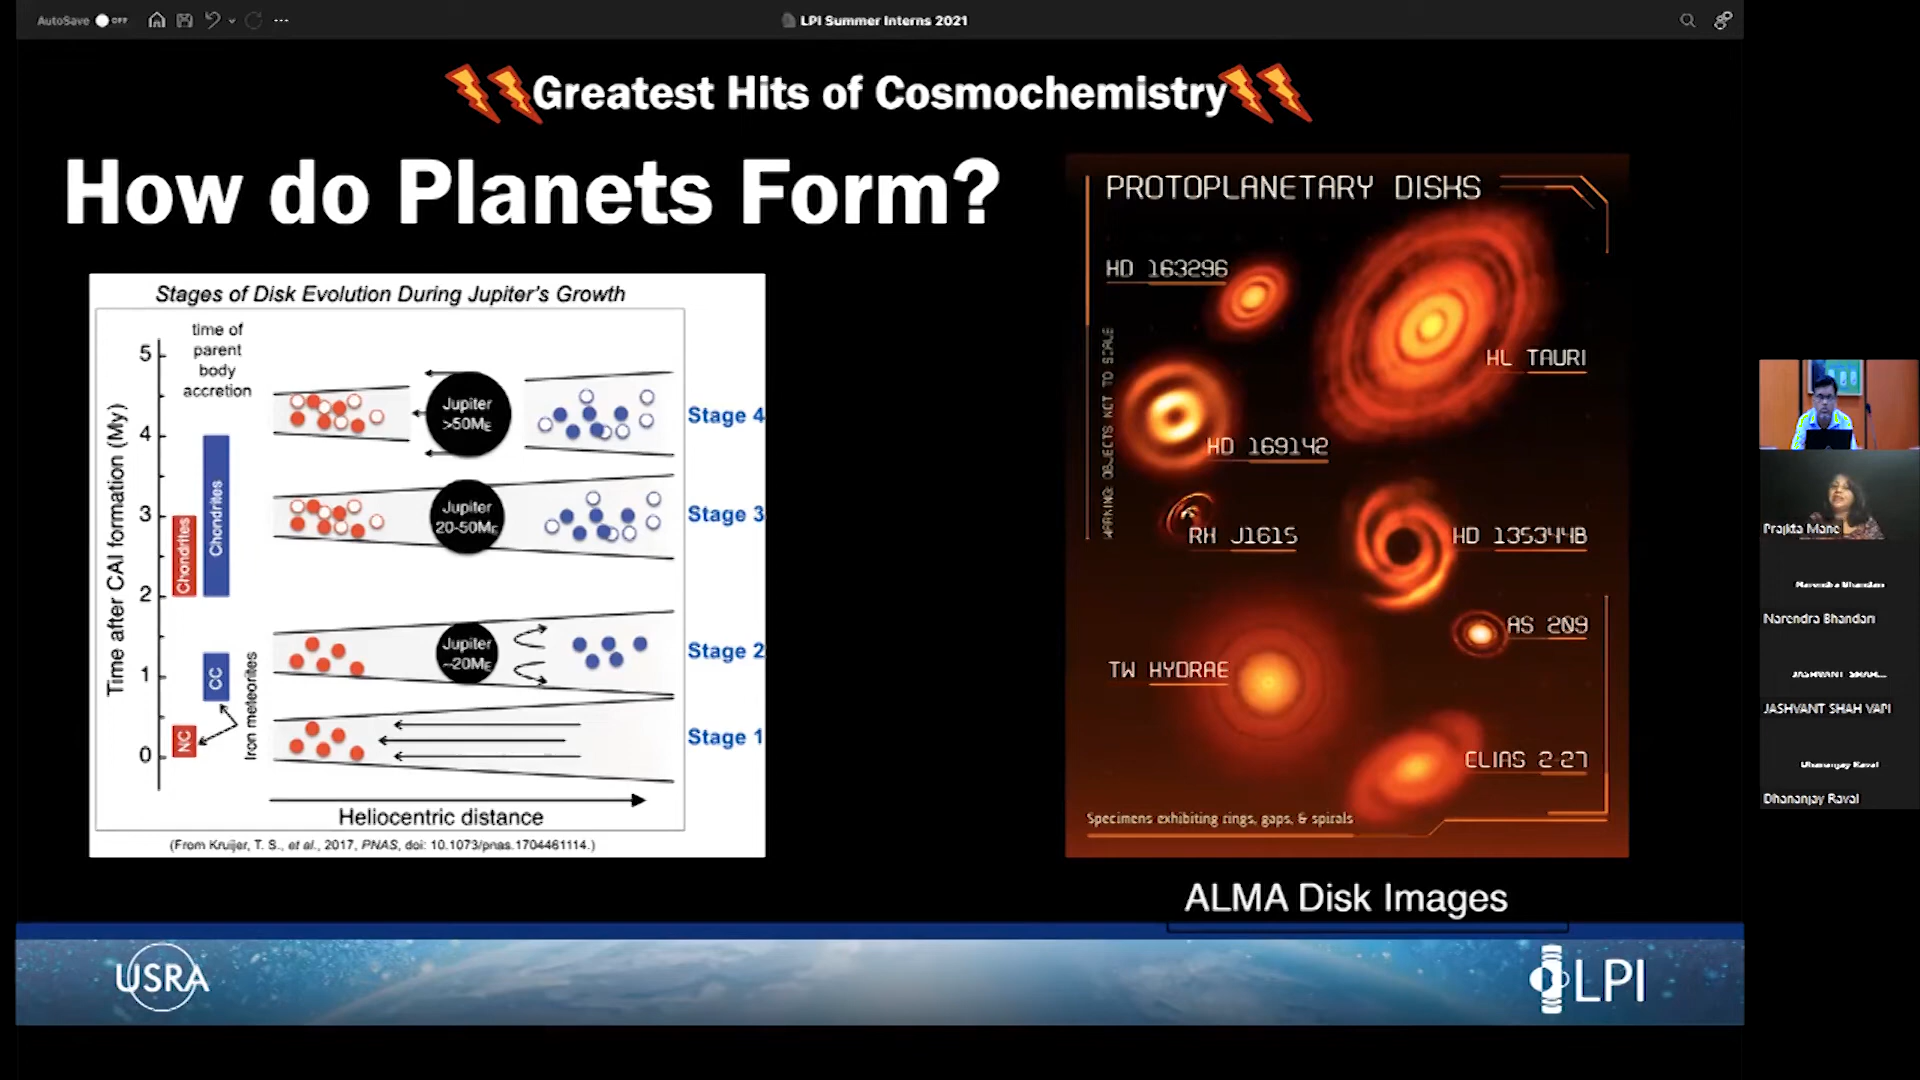 AutoSave OFF
LPI Summer Interns 2021
Greatest Hits of Cosmochemistry
How do Planets Form?
Stages of Disk Evolution During Jupiter's Growth
time of
parent
body
accretion
Time after CAI formation (My)
5
4
3
2
1
0
Chondrites
Chondrites
CC
NC
Iron meteorites
Jupiter
>50ME
Stage 4
Jupiter
20-50ME
Stage 3
Jupiter
~20ME
Stage 2
Stage 1
Heliocentric distance
(From Kruijer, T. S., et al., 2017, PNAS, doi: 10.1073/pnas.1704461114.)
PROTOPLANETARY DISKS
HD 163296
HL TAURI
WARNING: OBJECTS NOT TO SCALE
HD 169142
RX J1615
HD 135344B
AS 209
TW HYDRAE
ELIAS 2-27
Specimens exhibiting rings, gaps, & spirals
ALMA Disk Images
USRA
LPI
Prajkta Mane
Narendra Bhandari
Narendra Bhandari
JASHVANT SHAH...
JASHVANT SHAH VAPI
Dhananjay Raval
Dhananjay Raval